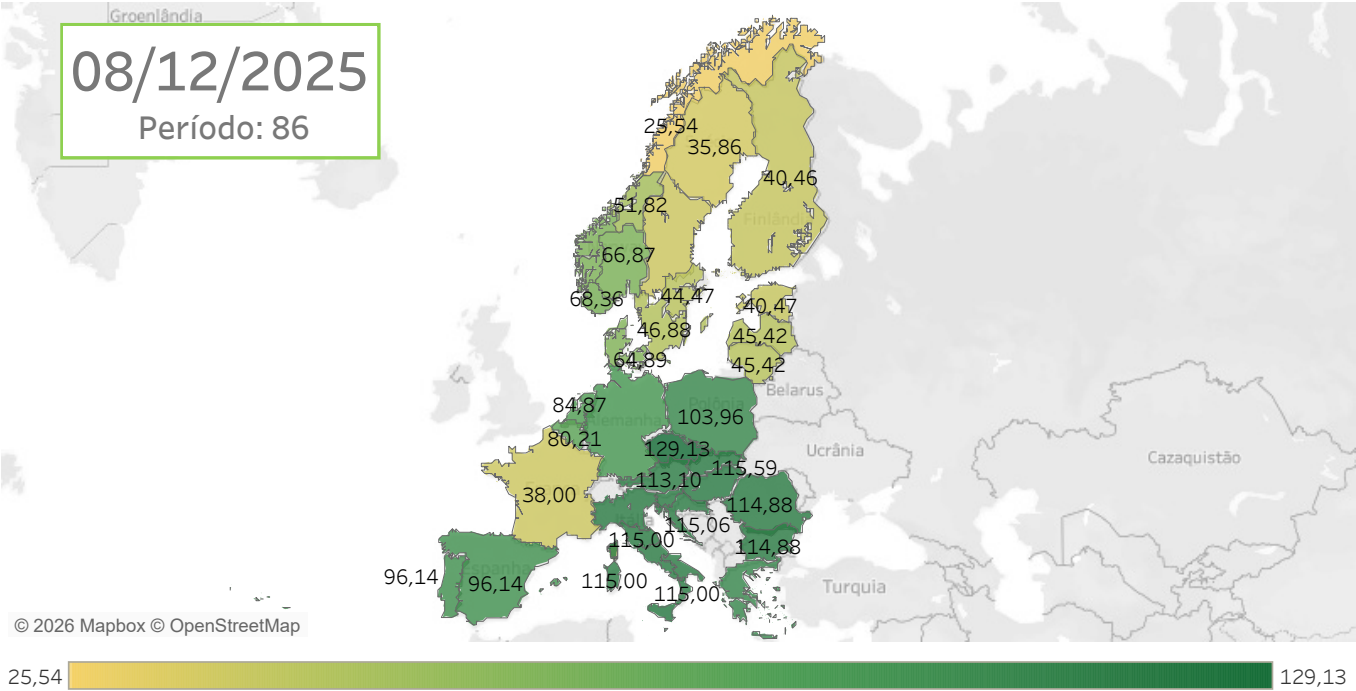 Groenlândia
08/12/2025
Período: 86
25,54
35,86
40,46
51,82
Finlândia
66,87
68,36
44,47
40,47
46,88
45,42
64,89
45,42
Belarus
84,87
Polônia
103,96
Alemanha
80,21
129,13
Ucrânia
115,59
Cazaquistão
113,10
38,00
114,88
115,06
115,00
114,88
Espanha
96,14
96,14
115,00
115,00
Turquia
© 2026 Mapbox © OpenStreetMap
25,54
129,13